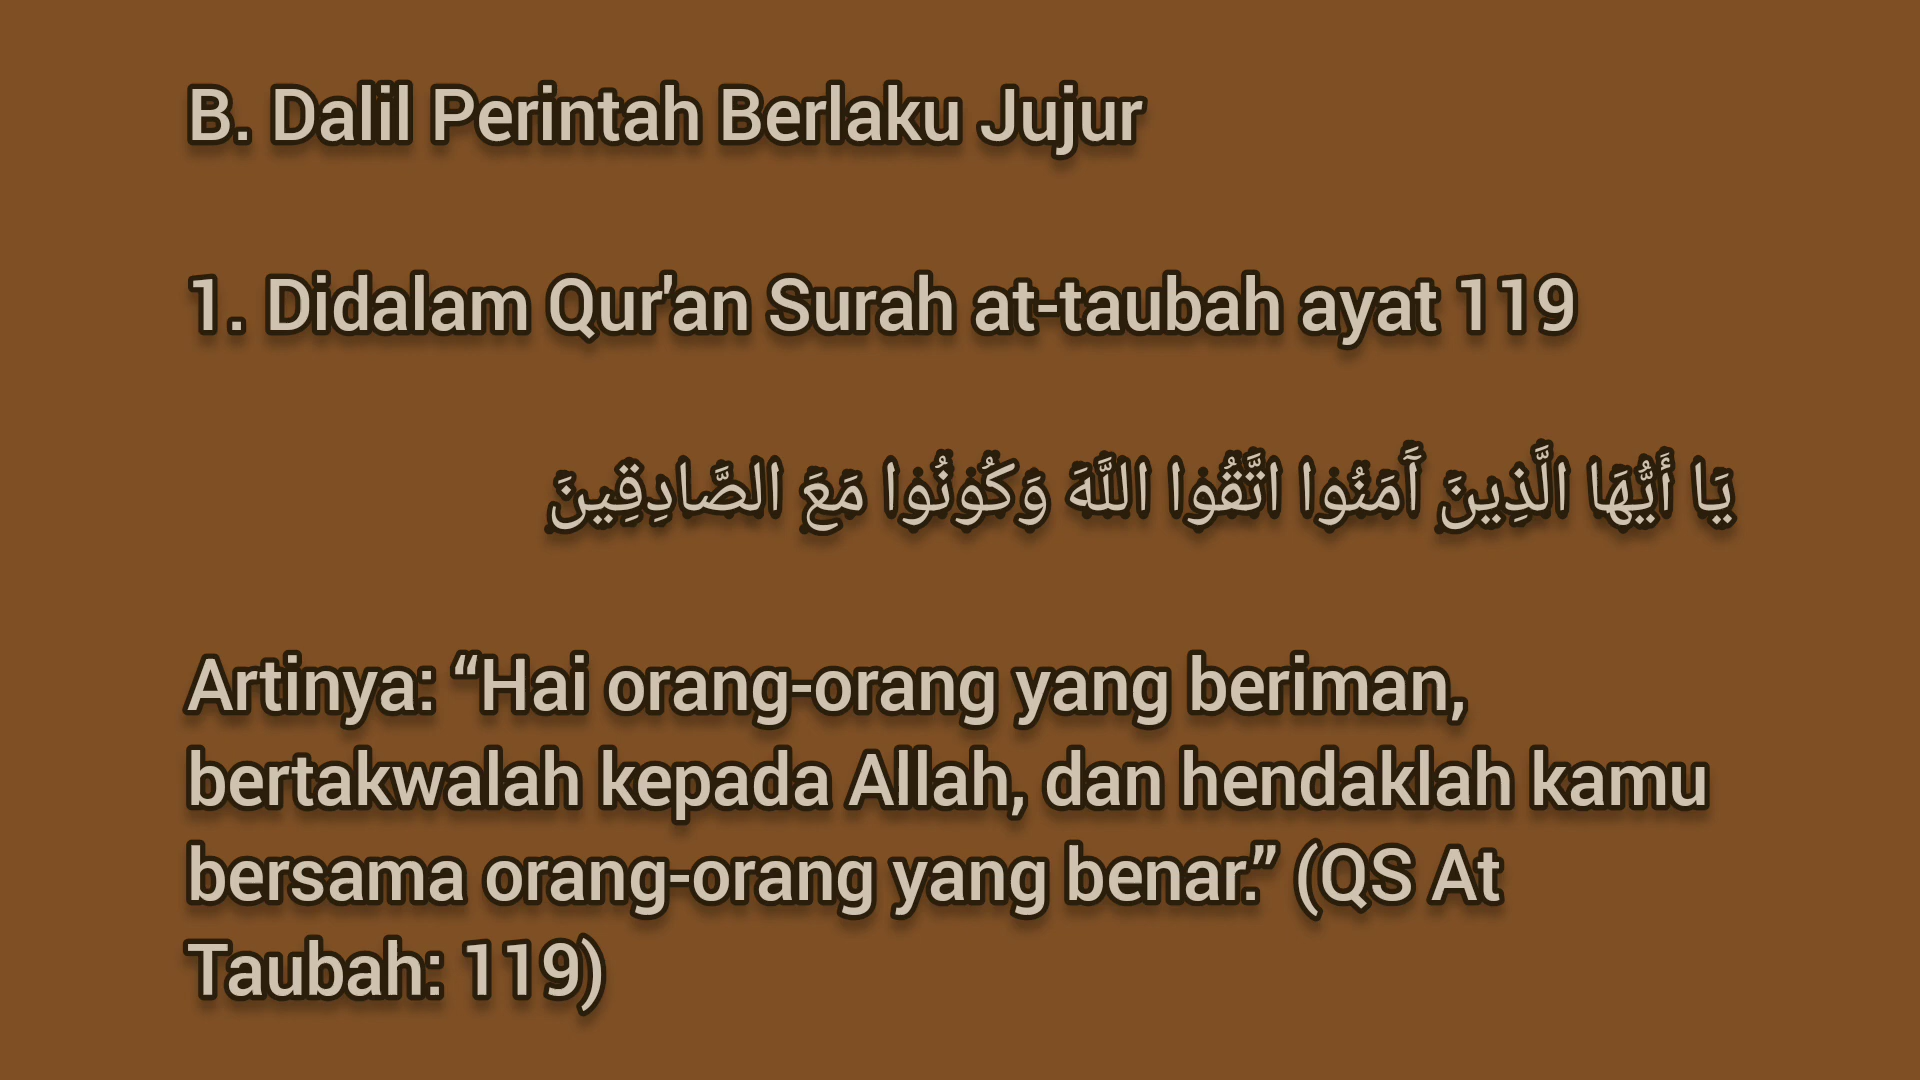 B. Dalil Perintah Berlaku Jujur
1. Didalam Qur'an Surah at-taubah ayat 119
يَا أَيُّهَا الَّذِينَ آَمَنُوا اتَّقُوا اللَّهَ وَكُونُوا مَعَ الصَّادِقِينَ
Artinya: “Hai orang-orang yang beriman,
bertakwalah kepada Allah, dan hendaklah kamu
bersama orang-orang yang benar.” (QS At
Taubah: 119)